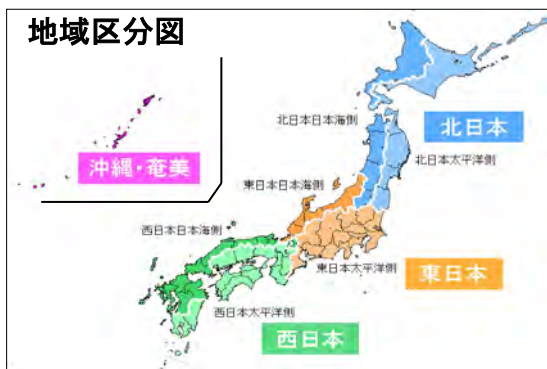 地域区分図
北日本日本海側
北日本
沖縄・奄美
北日本太平洋側
東日本日本海側
西日本日本海側
東日本太平洋側
東日本
西日本太平洋側
西日本